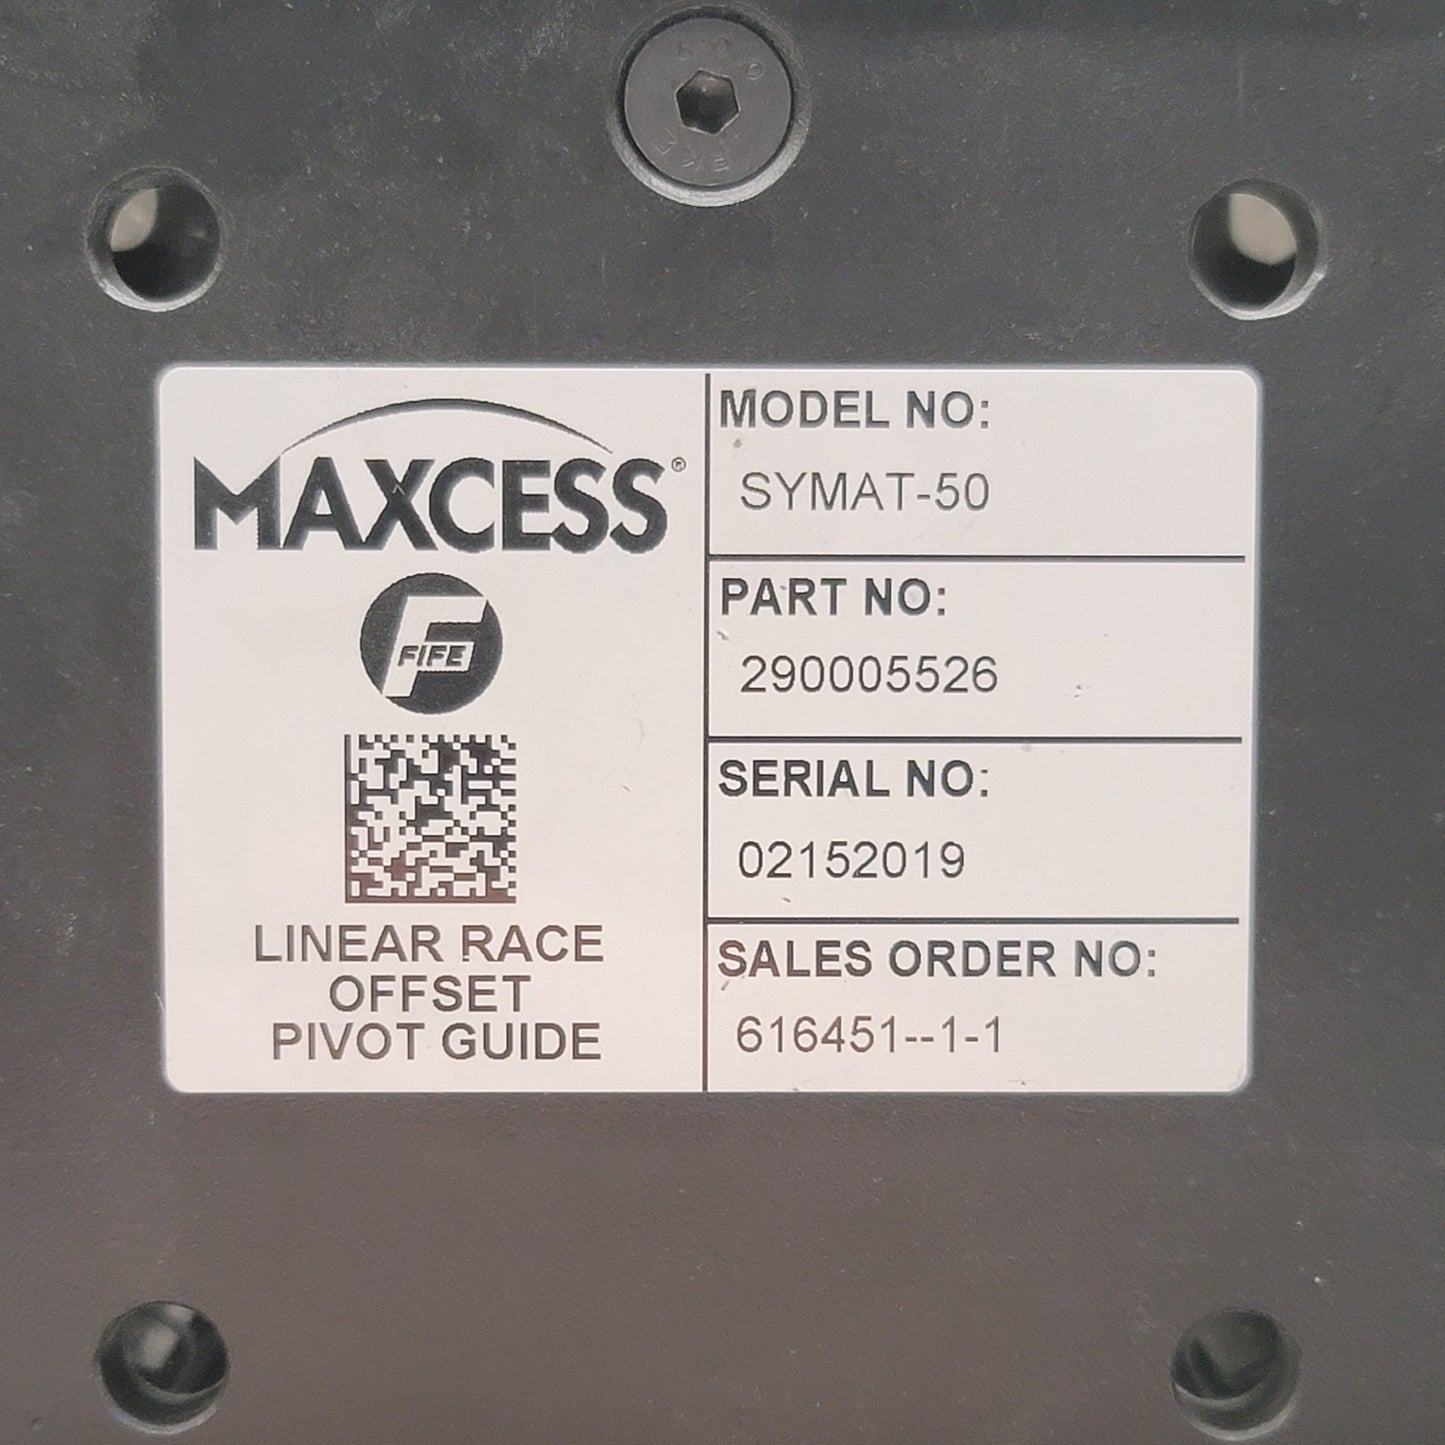 MAXCESS®
FIFE
LINEAR RACE
OFFSET
PIVOT GUIDE
MODEL NO:
SYMAT-50
PART NO:
290005526
SERIAL NO:
02152019
SALES ORDER NO:
616451--1-1